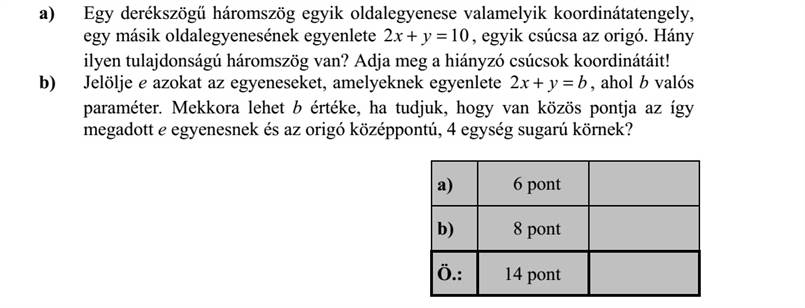 a) Egy derékszögű háromszög egyik oldalegyenese valamelyik koordinátatengely,
egy másik oldalegyenesének egyenlete 2x + y = 10, egyik csúcsa az origó. Hány
ilyen tulajdonságú háromszög van? Adja meg a hiányzó csúcsok koordinátáit!
b) Jelölje e azokat az egyeneseket, amelyeknek egyenlete 2x + y = b, ahol b valós
paraméter. Mekkora lehet b értéke, ha tudjuk, hogy van közös pontja az így
megadott e egyenesnek és az origó középpontú, 4 egység sugarú körnek?
a) 6 pont
b) 8 pont
Ö.: 14 pont